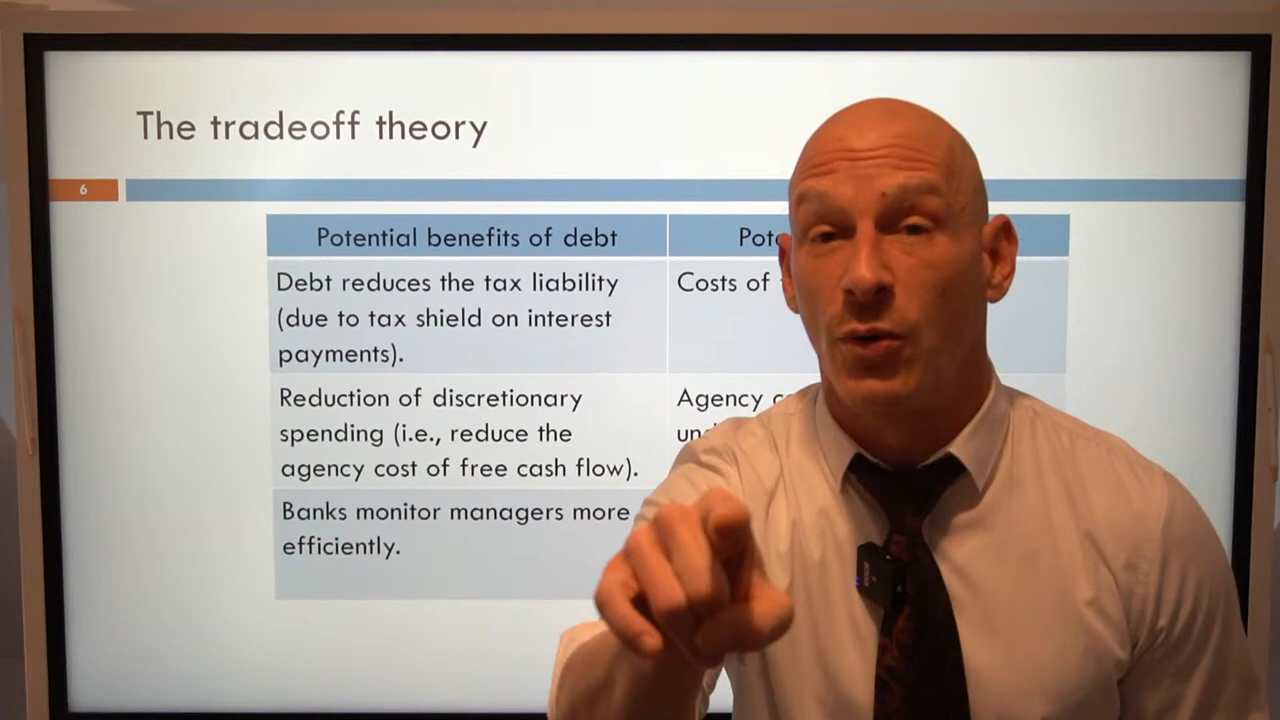 The tradeoff theory
6
Potential benefits of debt
Debt reduces the tax liability
(due to tax shield on interest
payments).
Costs of
Reduction of discretionary
spending (i.e., reduce the
agency cost of free cash flow).
Agency
Banks monitor managers more
efficiently.